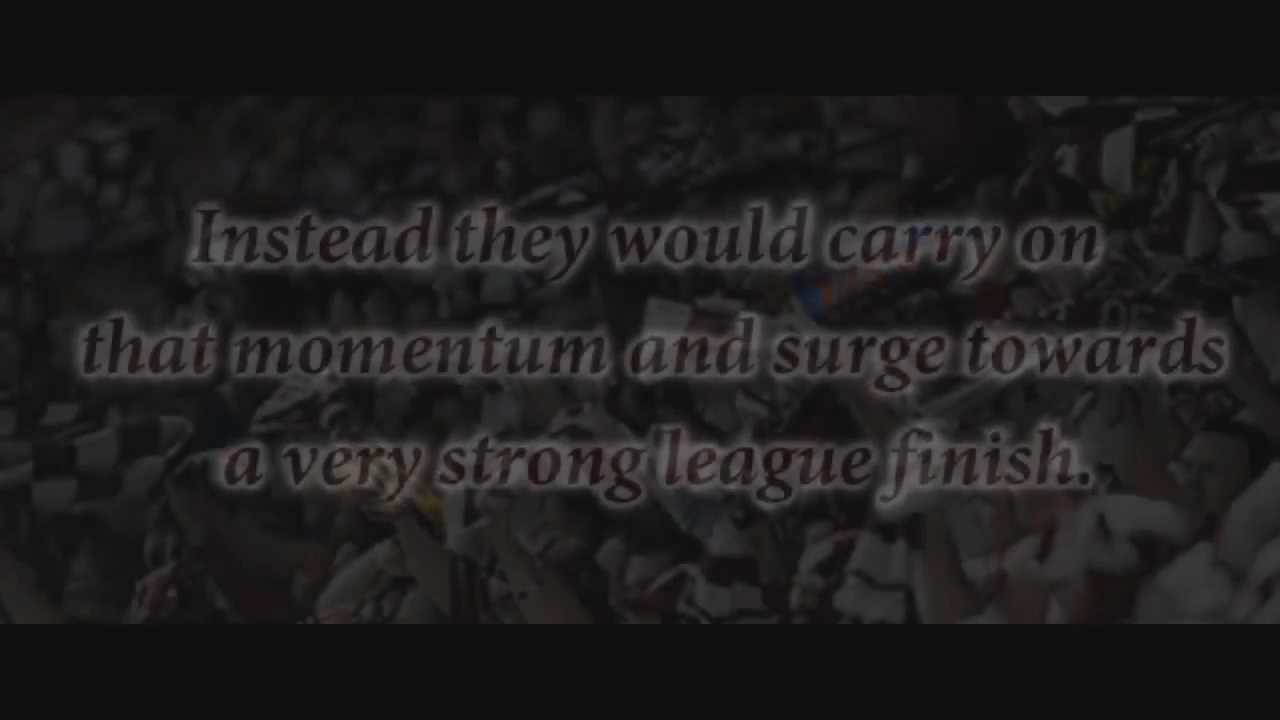 Instead they would carry on
that momentum and surge towards
a very strong league finish.